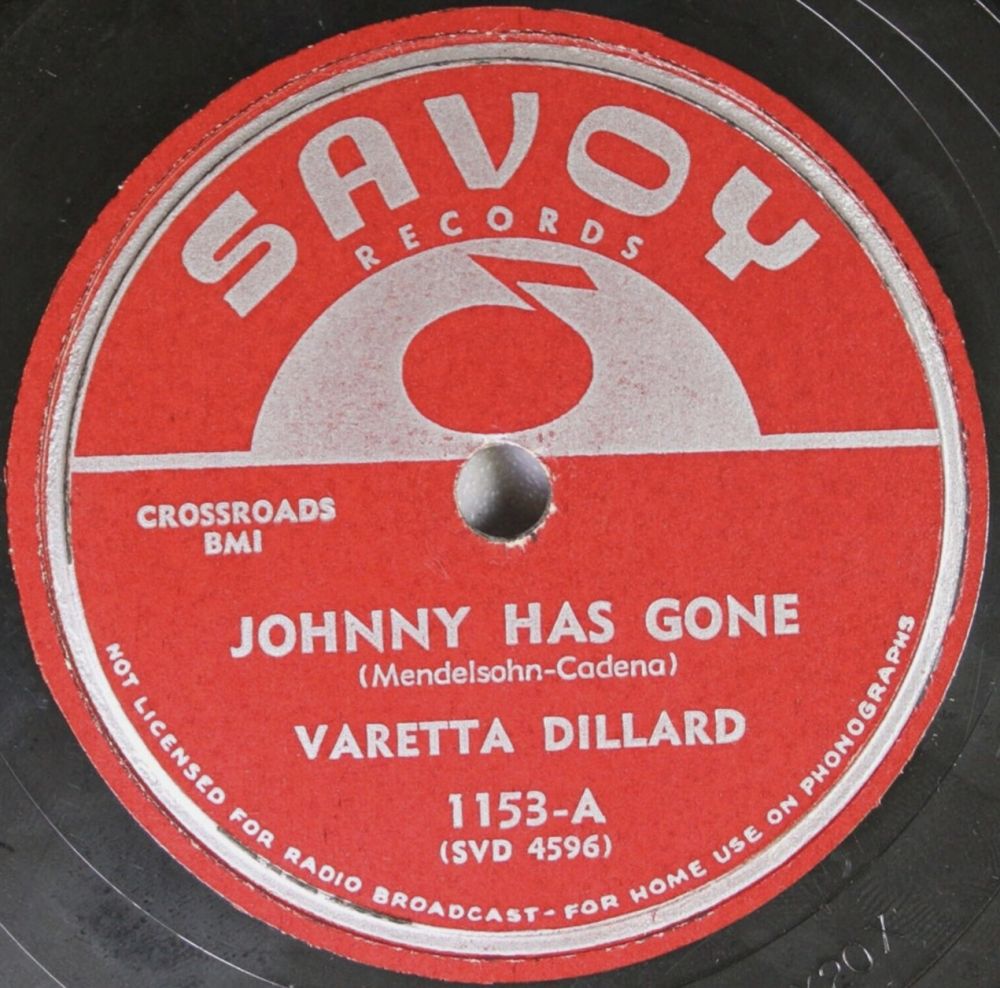 SAVOY
RECORDS
CROSSROADS
BMI
JOHNNY HAS GONE
(Mendelsohn-Cadena)
VARETTA DILLARD
1153-A
(SVD 4596)
NOT LICENSED FOR RADIO BROADCAST-FOR HOME USE ON PHONOGRAPHS